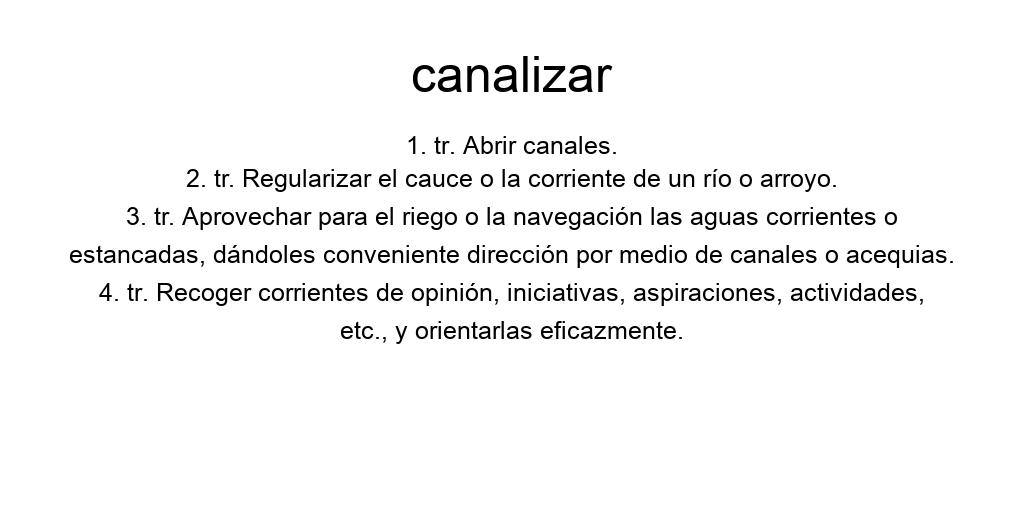 canalizar
1. tr. Abrir canales.
2. tr. Regularizar el cauce o la corriente de un río o arroyo.
3. tr. Aprovechar para el riego o la navegación las aguas corrientes o
estancadas, dándoles conveniente dirección por medio de canales o acequias.
4. tr. Recoger corrientes de opinión, iniciativas, aspiraciones, actividades,
etc., y orientarlas eficazmente.